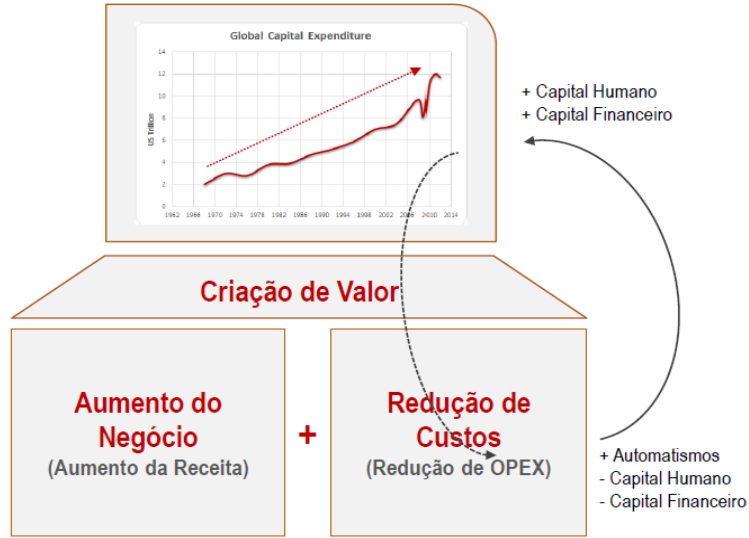 Global Capital Expenditure
US Trillion
14
12
10
8
6
4
2
0
1962 1966 1970 1974 1978 1982 1986 1990 1994 1998 2002 2006 2010 2014
+ Capital Humano
+ Capital Financeiro
Criação de Valor
Aumento do
Negócio
(Aumento da Receita)
+
Redução de
Custos
(Redução de OPEX)
+ Automatismos
- Capital Humano
- Capital Financeiro